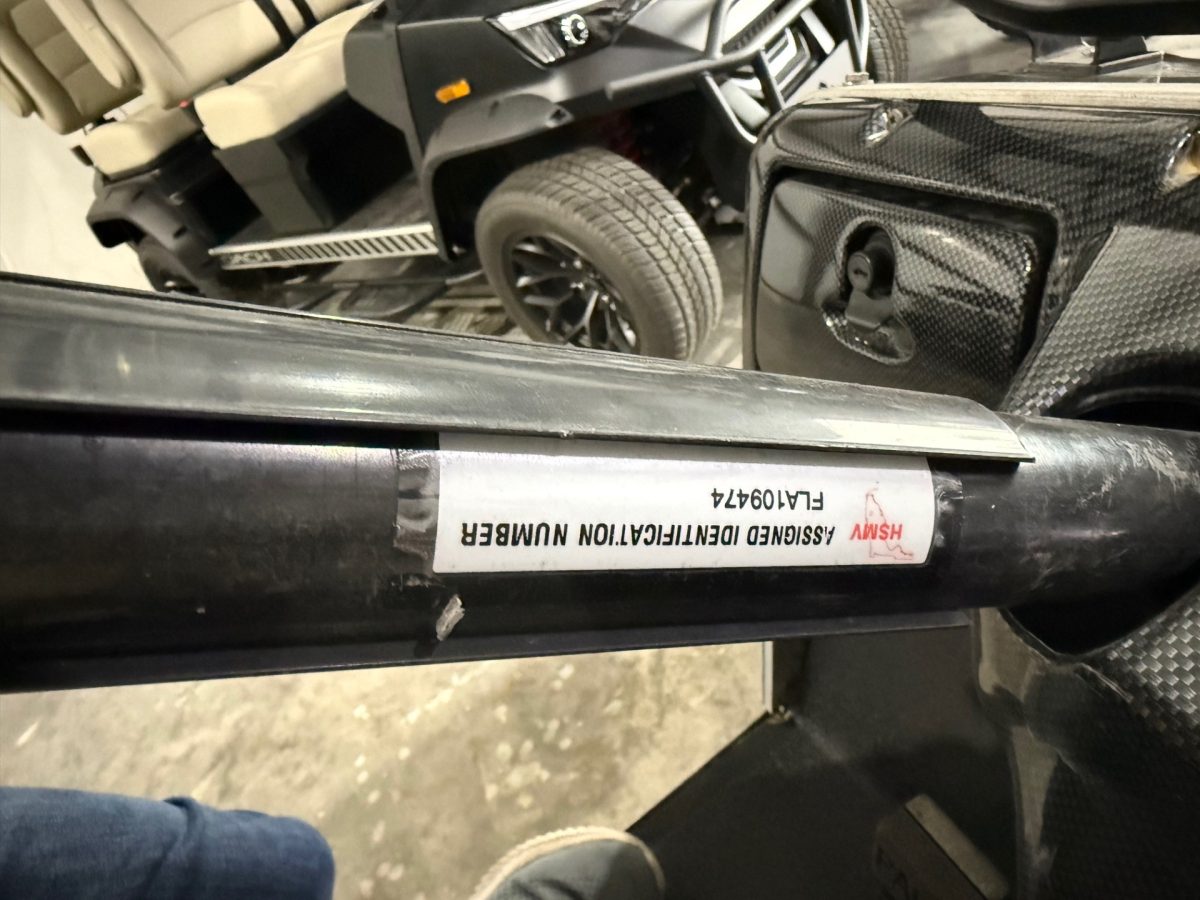 HSMV
ASSIGNED IDENTIFICATION NUMBER
FLA109474